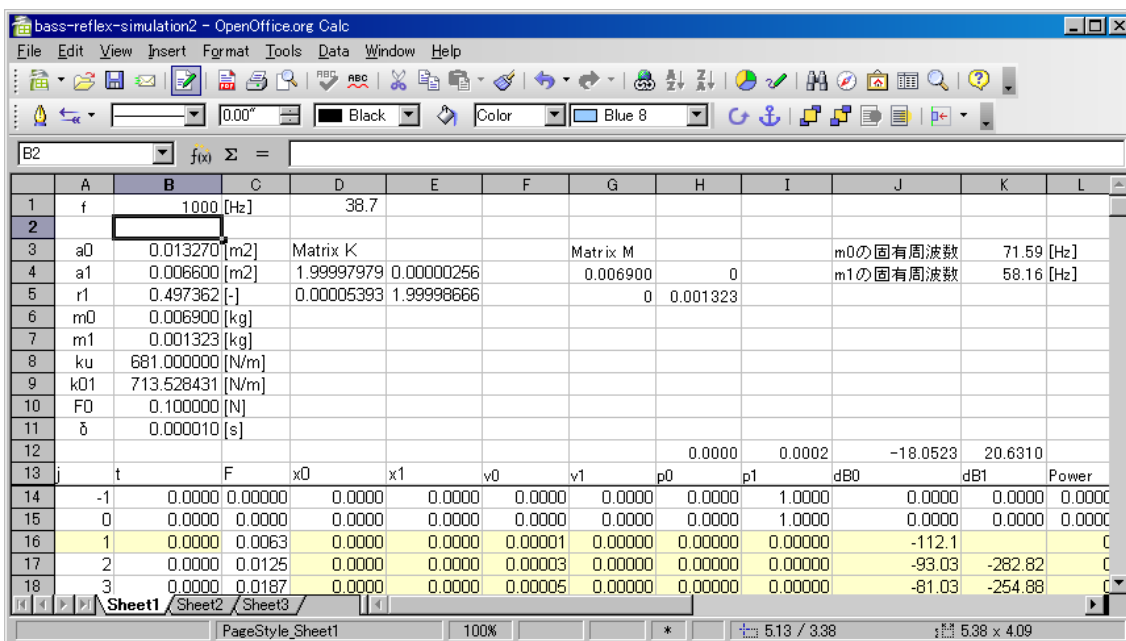 bass-reflex-simulation2 - OpenOffice.org Calc
File Edit View Insert Format Tools Data Window Help
0.00" Black Color Blue 8
B2 f(x) Σ =
A B C D E F G H I J K L
1 f 1000 [Hz] 38.7
2
3 a0 0.013270 [m2] Matrix K Matrix M m0の固有周波数 71.59 [Hz]
4 a1 0.006600 [m2] 1.99997979 0.00000256 0.006900 0 m1の固有周波数 58.16 [Hz]
5 r1 0.497362 [-] 0.00005393 1.99998666 0 0.001323
6 m0 0.006900 [kg]
7 m1 0.001323 [kg]
8 ku 681.000000 [N/m]
9 k01 713.528431 [N/m]
10 F0 0.100000 [N]
11 δ 0.000010 [s]
12 0.0000 0.0002 -18.0523 20.6310
13 j t F x0 x1 v0 v1 p0 p1 dB0 dB1 Power
14 -1 0.0000 0.00000 0.0000 0.0000 0.0000 0.0000 0.0000 1.0000 0.0000 0.0000 0.0000
15 0 0.0000 0.0000 0.0000 0.0000 0.0000 0.0000 0.0000 1.0000 0.0000 0.0000 0.0000
16 1 0.0000 0.0063 0.0000 0.0000 0.00001 0.00000 0.00000 0.00000 -112.1 0
17 2 0.0000 0.0125 0.0000 0.0000 0.00003 0.00000 0.00000 0.00000 -93.03 -282.82 0
18 3 0.0000 0.0187 0.0000 0.0000 0.00005 0.00000 0.00000 0.00000 -81.03 -254.88 0
Sheet1 Sheet2 Sheet3
PageStyle_Sheet1 100% * 5.13 / 3.38 5.38 x 4.09